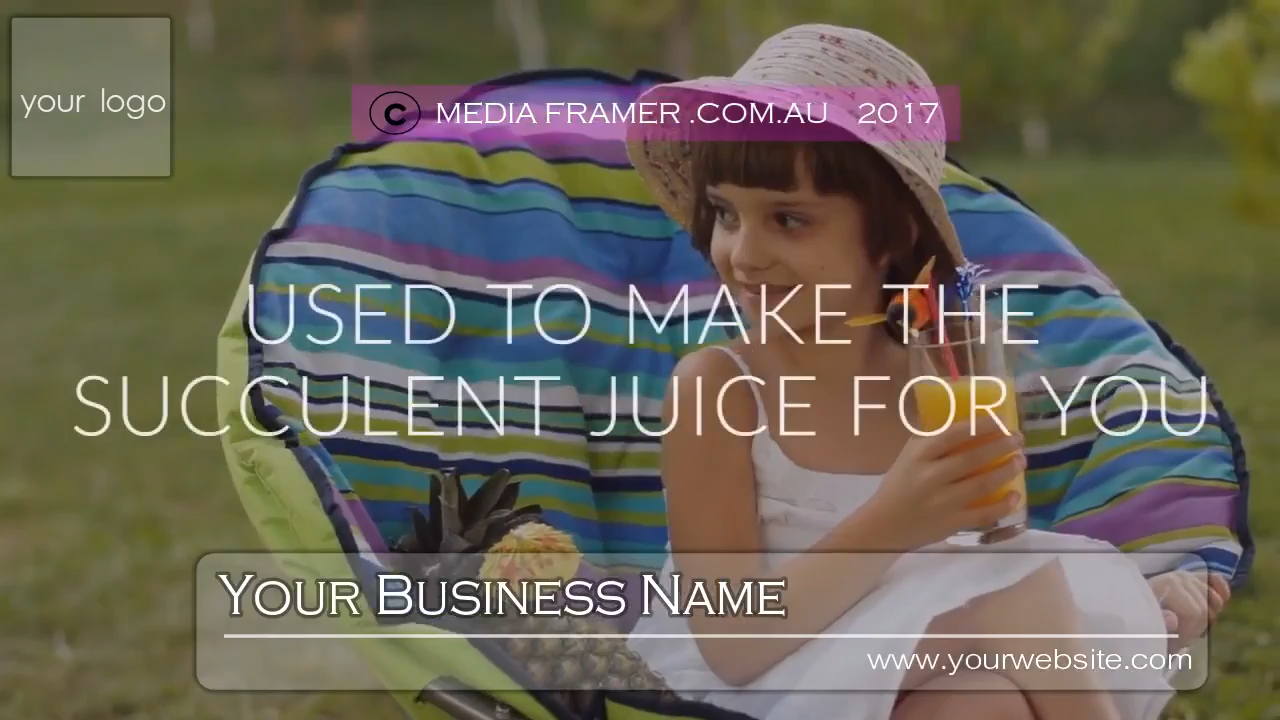 your logo
© MEDIA FRAMER .COM.AU 2017
USED TO MAKE THE
SUCCULENT JUICE FOR YOU
YOUR BUSINESS NAME
www.yourwebsite.com